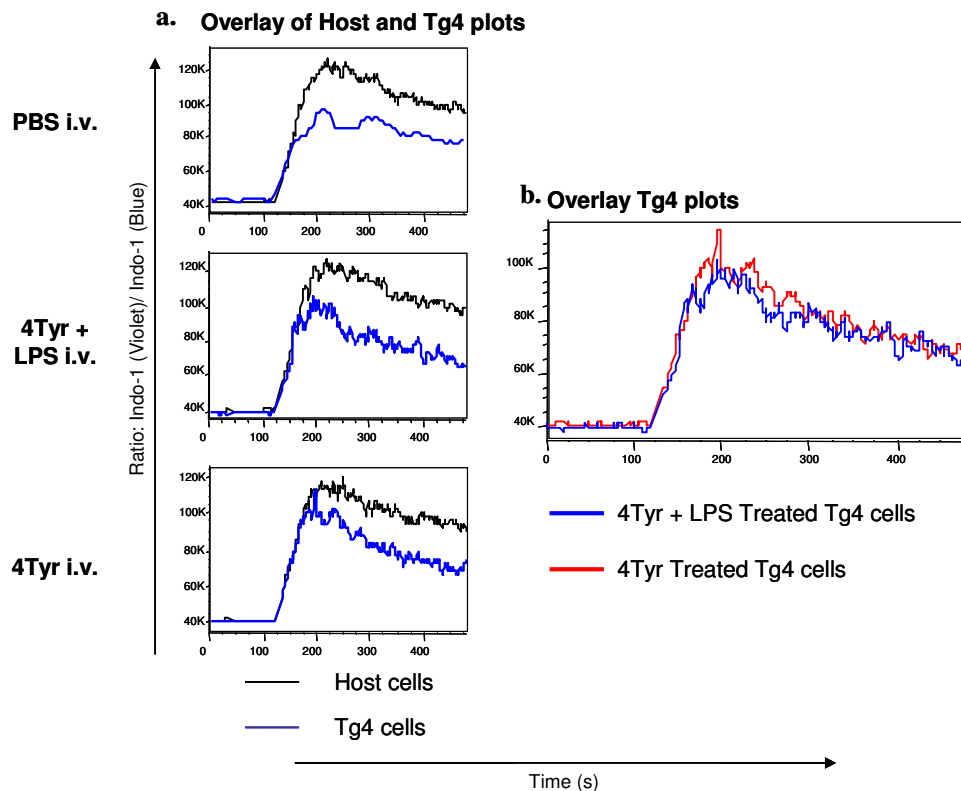 a. Overlay of Host and Tg4 plots
PBS i.v.
120K
100K
80K
60K
40K
0 100 200 300 400
4Tyr +
LPS i.v.
120K
100K
80K
60K
40K
0 100 200 300 400
4Tyr i.v.
120K
100K
80K
60K
40K
0 100 200 300 400
Ratio: Indo-1 (Violet)/ Indo-1 (Blue)
Host cells
Tg4 cells
b. Overlay Tg4 plots
100K
80K
60K
40K
0 100 200 300 400
4Tyr + LPS Treated Tg4 cells
4Tyr Treated Tg4 cells
Time (s)